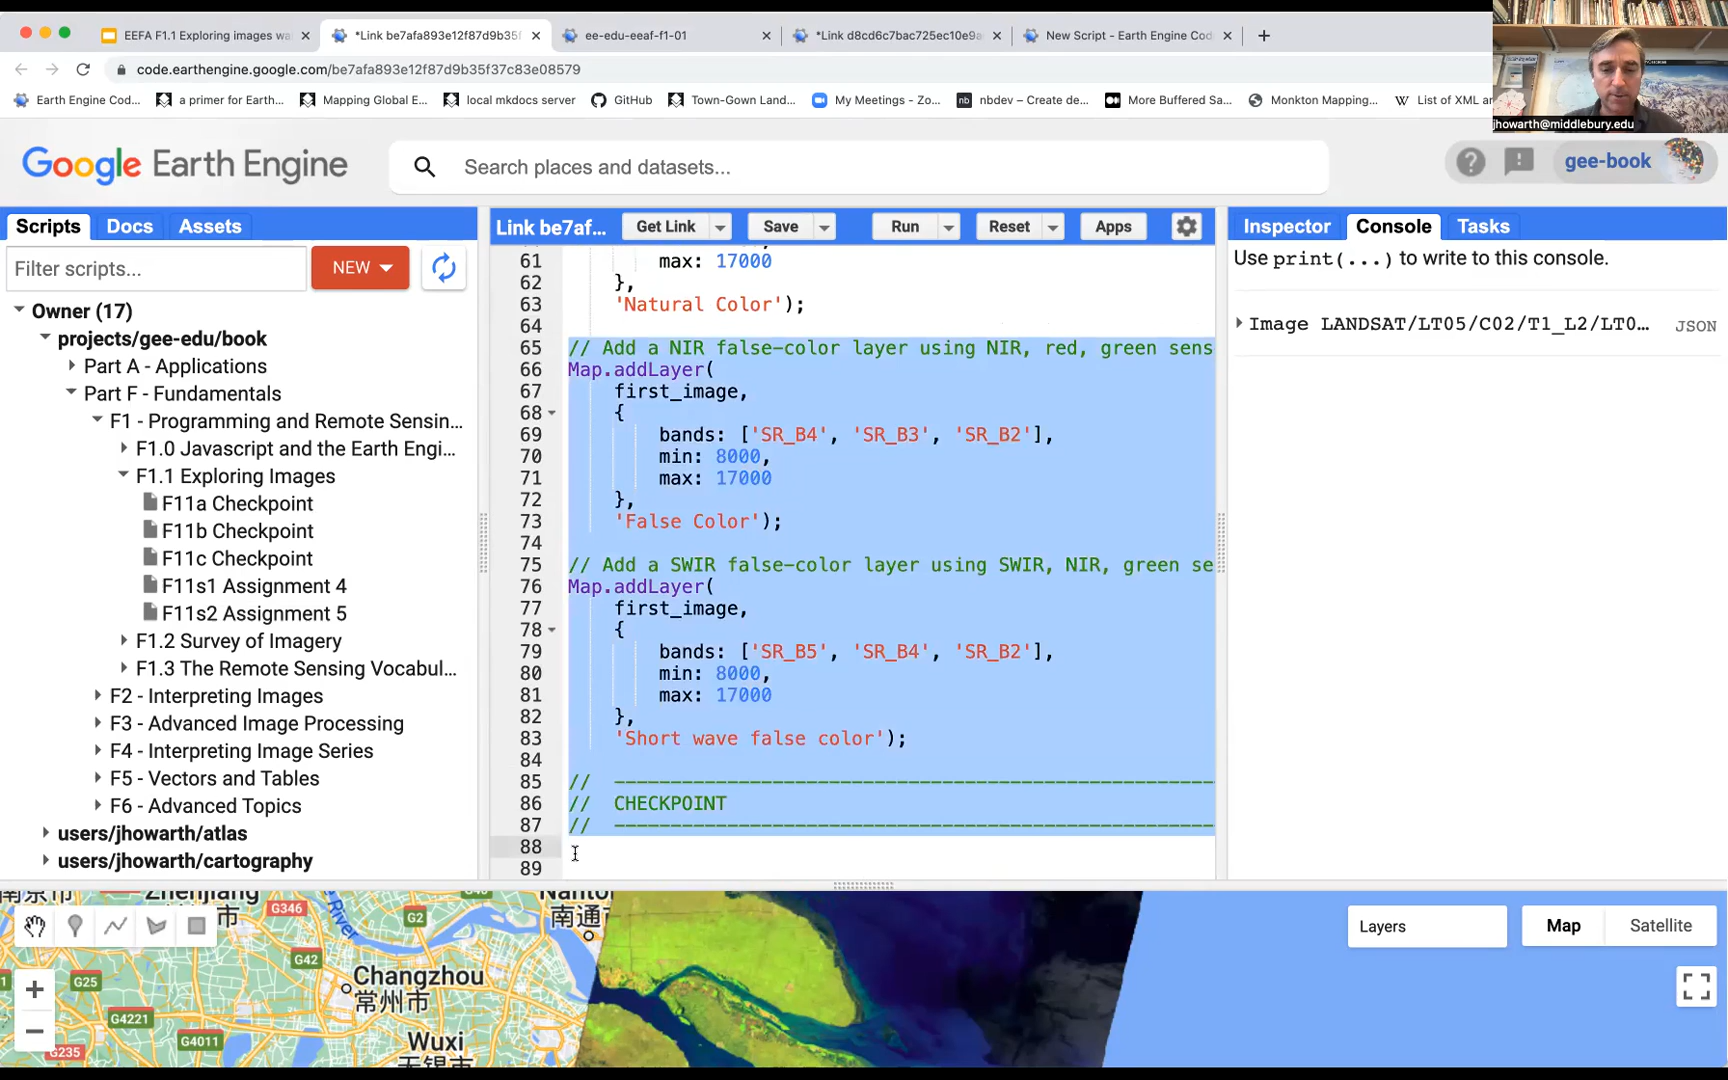 EEFA F1.1 Exploring images wa
*Link be7afa893e12f87d9b35f
ee-edu-eeaf-f1-01
*Link d8cd6c7bac725ec10e9a
New Script - Earth Engine Cod
code.earthengine.google.com/be7afa893e12f87d9b35f37c83e08579
Earth Engine Cod...
a primer for Earth...
Mapping Global E...
local mkdocs server
GitHub
Town-Gown Land...
My Meetings - Zo...
nbdev – Create de...
More Buffered Sa...
Monkton Mapping...
List of XML an
jhowarth@middlebury.edu
Google Earth Engine
Search places and datasets...
gee-book
Scripts
Docs
Assets
Filter scripts...
NEW
Owner (17)
projects/gee-edu/book
Part A - Applications
Part F - Fundamentals
F1 - Programming and Remote Sensin...
F1.0 Javascript and the Earth Engi...
F1.1 Exploring Images
F11a Checkpoint
F11b Checkpoint
F11c Checkpoint
F11s1 Assignment 4
F11s2 Assignment 5
F1.2 Survey of Imagery
F1.3 The Remote Sensing Vocabul...
F2 - Interpreting Images
F3 - Advanced Image Processing
F4 - Interpreting Image Series
F5 - Vectors and Tables
F6 - Advanced Topics
users/jhowarth/atlas
users/jhowarth/cartography
Link be7af...
Get Link
Save
Run
Reset
Apps
61 max: 17000
62 },
63 'Natural Color');
64
65 // Add a NIR false-color layer using NIR, red, green sens
66 Map.addLayer(
67 first_image,
68 {
69 bands: ['SR_B4', 'SR_B3', 'SR_B2'],
70 min: 8000,
71 max: 17000
72 },
73 'False Color');
74
75 // Add a SWIR false-color layer using SWIR, NIR, green se
76 Map.addLayer(
77 first_image,
78 {
79 bands: ['SR_B5', 'SR_B4', 'SR_B2'],
80 min: 8000,
81 max: 17000
82 },
83 'Short wave false color');
84
85 // -----------------------------------------------------
86 // CHECKPOINT
87 // -----------------------------------------------------
88
89
Inspector
Console
Tasks
Use print(...) to write to this console.
Image LANDSAT/LT05/C02/T1_L2/LT0...
JSON
Zhenjiang
G346
River
G2
南通市
G42
G25
Changzhou
常州市
G4221
G4011
Wuxi
G235
Layers
Map
Satellite